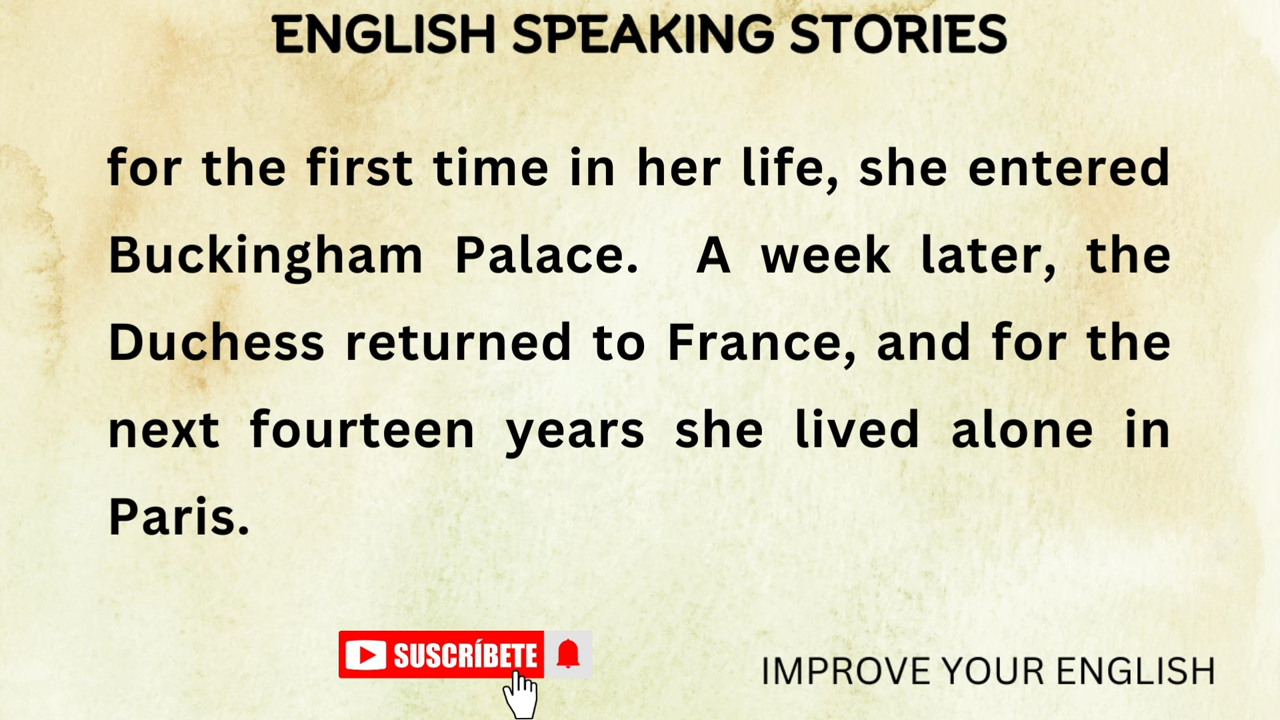 ENGLISH SPEAKING STORIES
for the first time in her life, she entered
Buckingham Palace. A week later, the
Duchess returned to France, and for the
next fourteen years she lived alone in
Paris.
SUSCRÍBETE
IMPROVE YOUR ENGLISH